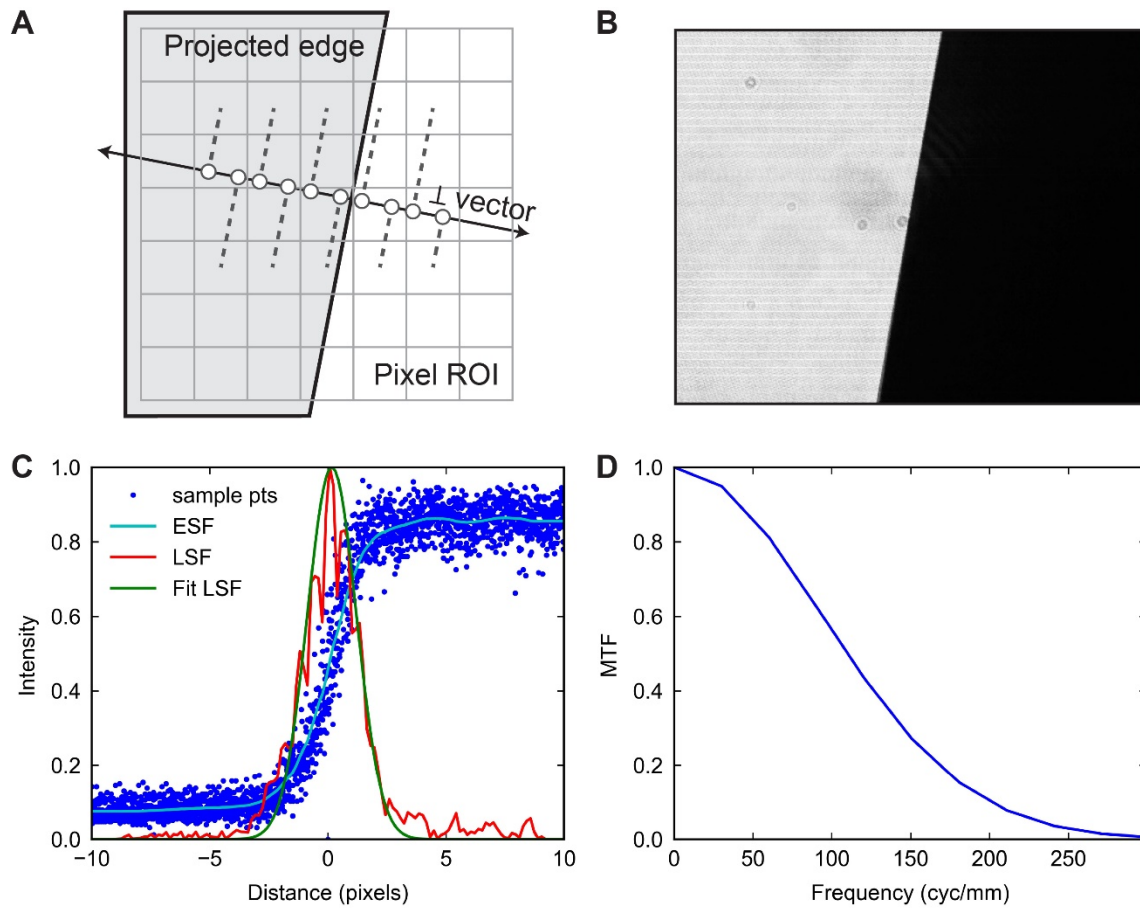 A
Projected edge
⊥ vector
Pixel ROI
B
C
1.0
0.8
0.6
0.4
0.2
0.0
Intensity
sample pts
ESF
LSF
Fit LSF
−10
−5
0
5
10
Distance (pixels)
D
1.0
0.8
0.6
0.4
0.2
0.0
MTF
0
50
100
150
200
250
Frequency (cyc/mm)